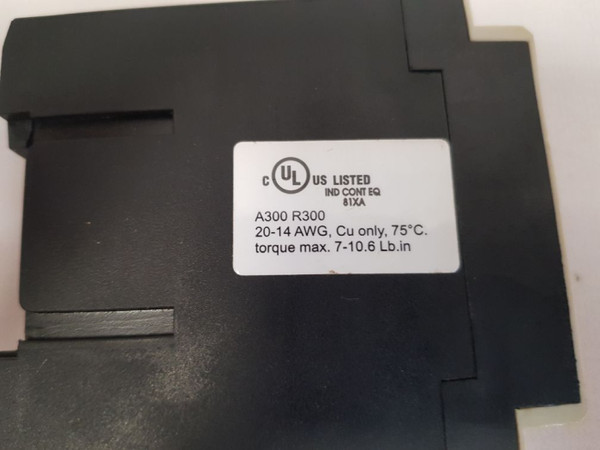 C UL US LISTED
IND CONT EQ
81XA
A300 R300
20-14 AWG, Cu only, 75°C.
torque max. 7-10.6 Lb.in